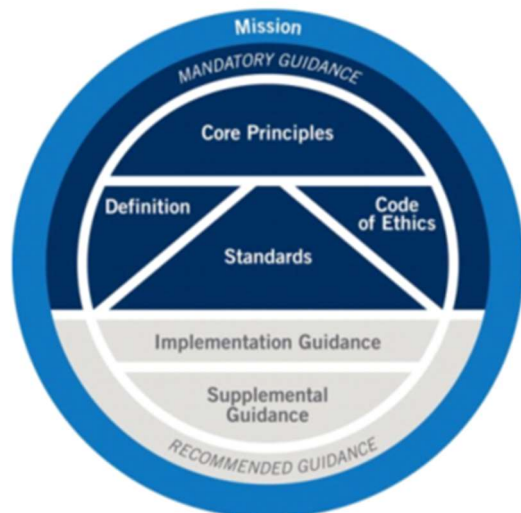 Mission
MANDATORY GUIDANCE
Core Principles
Definition
Code
of Ethics
Standards
Implementation Guidance
Supplemental
Guidance
RECOMMENDED GUIDANCE